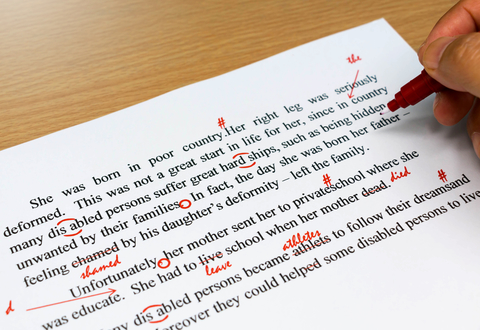 the
#
She was born in poor country.Her right leg was seriously
deformed. This was not a great start in life for her, since in country
many dis abled persons suffer great hard ships, such as being hidden
unwanted by their families. In fact, the day she was born her father –
feeling chamed by his daughter's deformity – left the family.
shamed
#
Unfortunately, her mother sent her to privateschool where she
died
d
was educate. She had to live school when her mother dead.
leave
athletes
#
dis abled persons became athlets to follow their dreamsand
they could helped some disabled persons to live